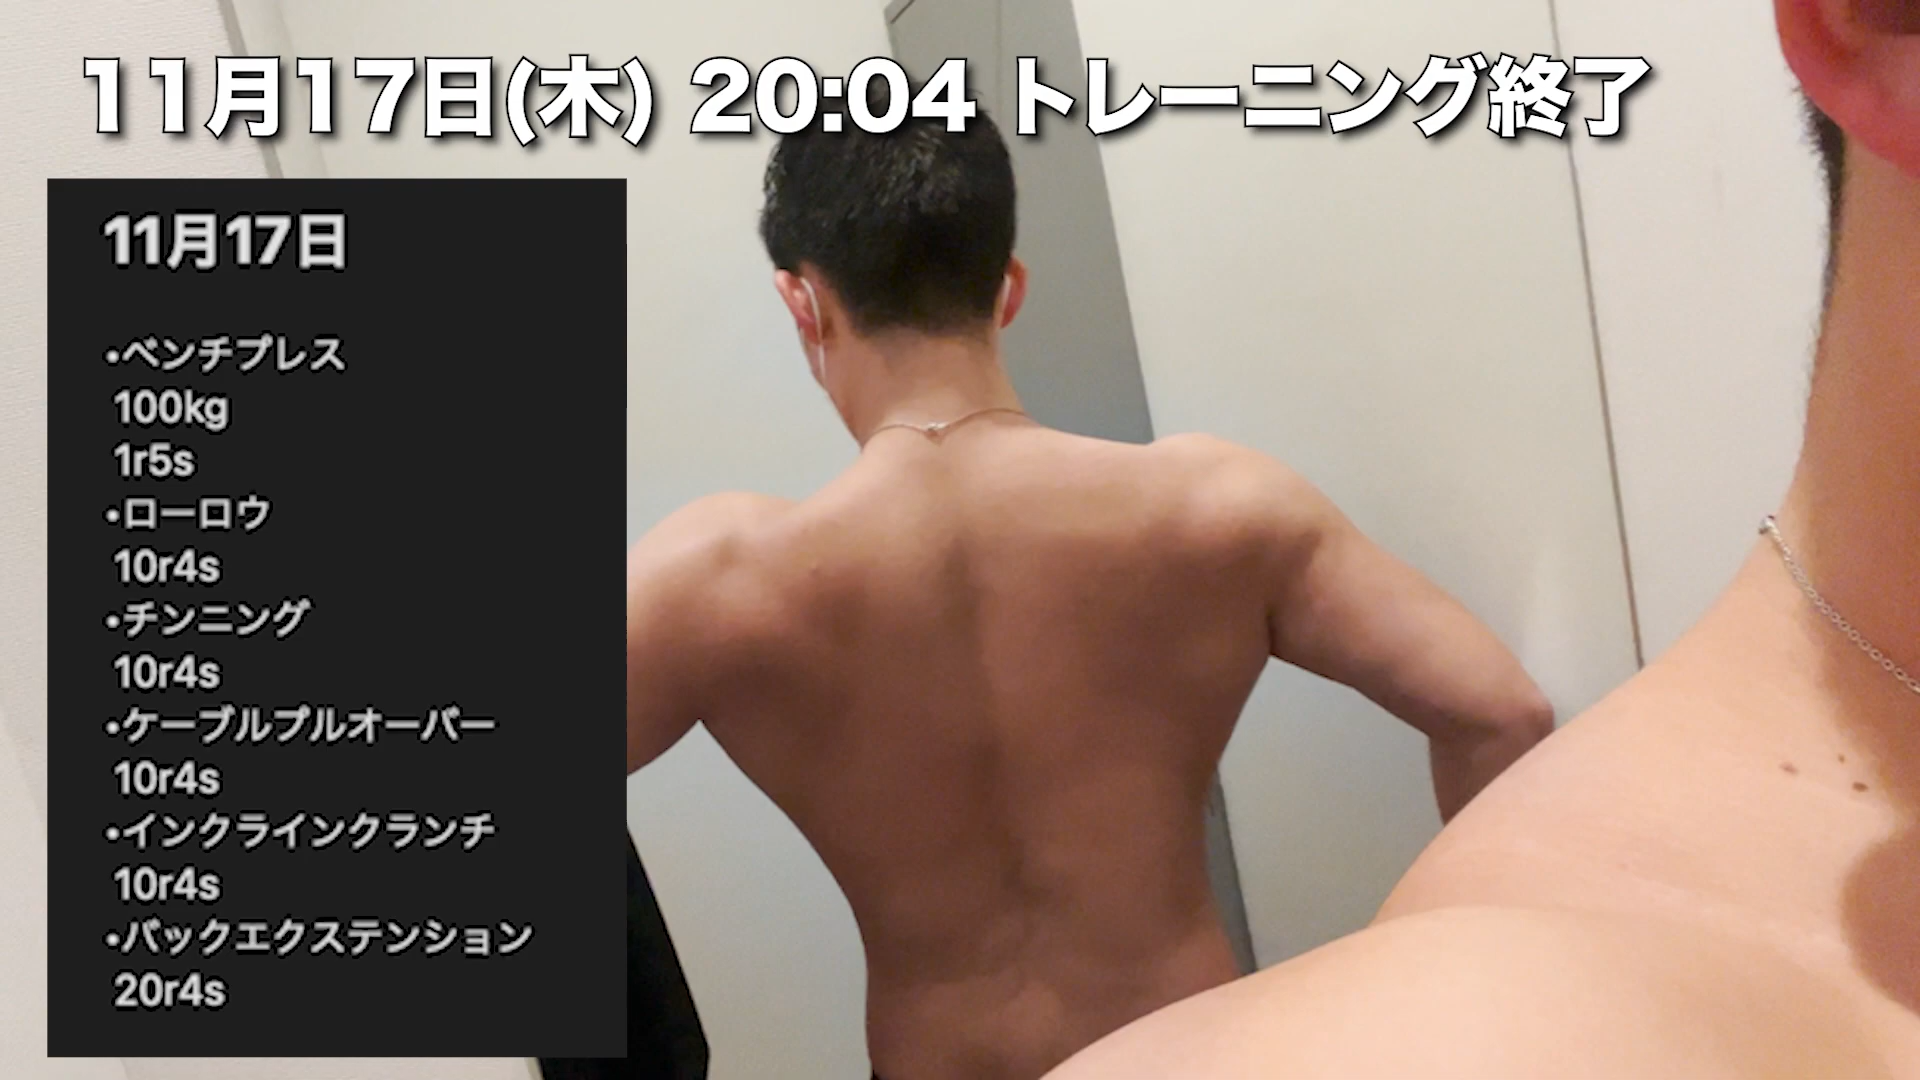 11月17日(木) 20:04 トレーニング終了
11月17日
•ベンチプレス
100kg
1r5s
•ローロウ
10r4s
•チンニング
10r4s
•ケーブルプルオーバー
10r4s
•インクラインクランチ
10r4s
•バックエクステンション
20r4s